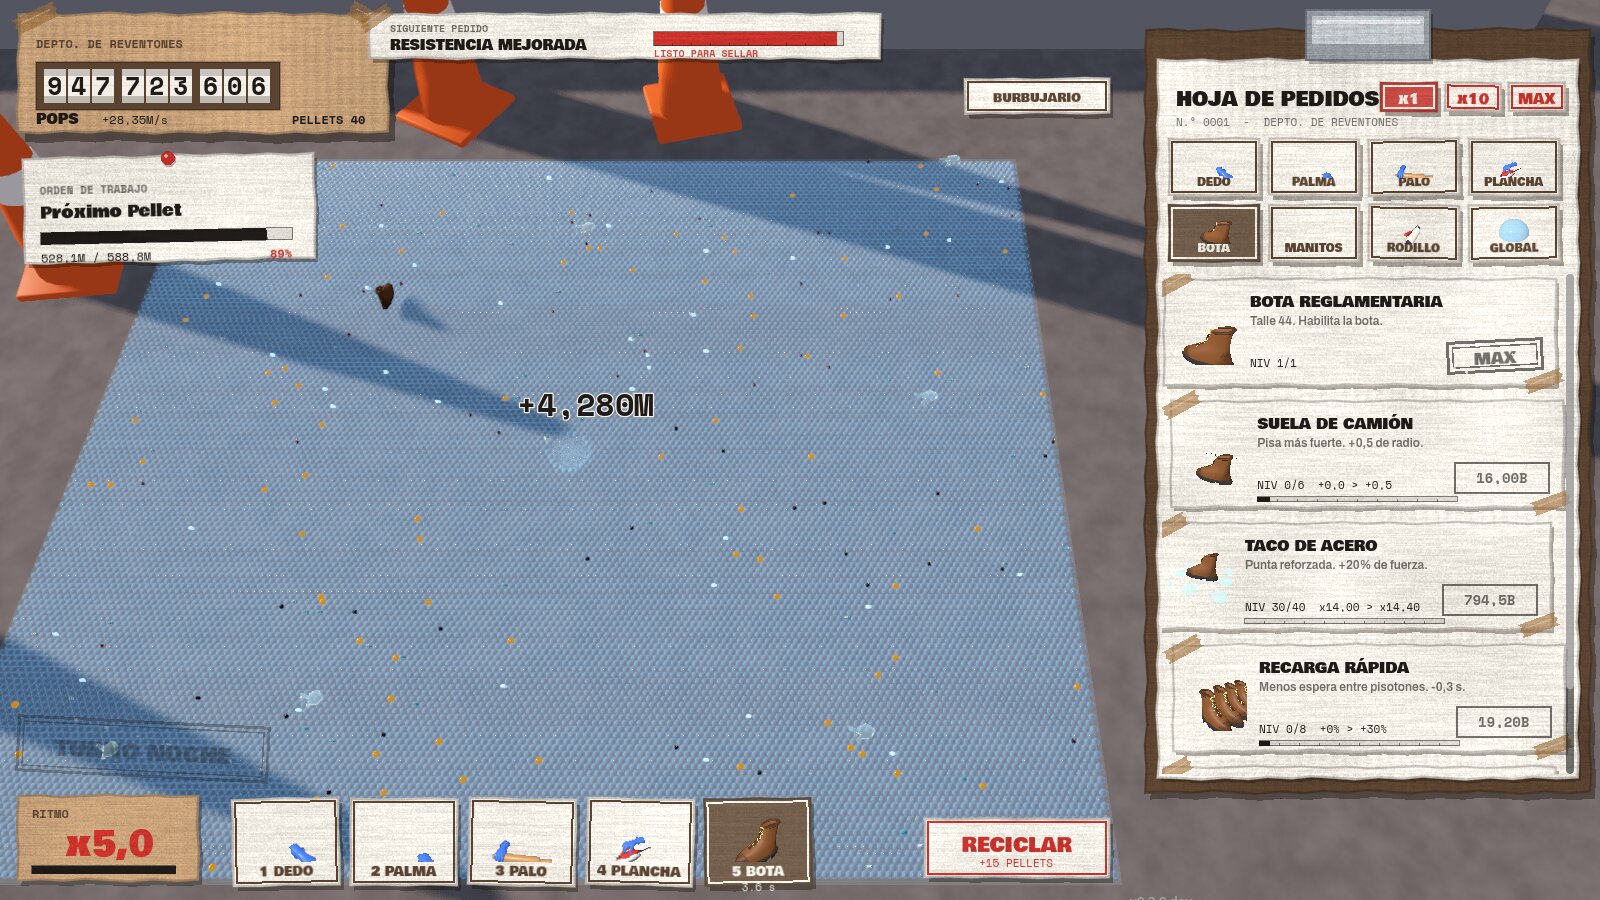 DEPTO. DE REVENTONES
947 723 606
POPS +28,35M/s PELLETS 40
SIGUIENTE PEDIDO
RESISTENCIA MEJORADA
LISTO PARA SELLAR
BURBUJARIO
ORDEN DE TRABAJO
Próximo Pellet
528,1M / 588,8M 89%
+4,280M
TURNO NOCHE
RITMO
x5,0
1 DEDO
2 PALMA
3 PALO
4 PLANCHA
5 BOTA
3.6 s
RECICLAR
+15 PELLETS
HOJA DE PEDIDOS x1 x10 MAX
N.° 0001 - DEPTO. DE REVENTONES
DEDO PALMA PALO PLANCHA
BOTA MANITOS RODILLO GLOBAL
BOTA REGLAMENTARIA
Talle 44. Habilita la bota.
NIV 1/1 MAX
SUELA DE CAMIÓN
Pisa más fuerte. +0,5 de radio.
NIV 0/6 +0,0 > +0,5 16,00B
TACO DE ACERO
Punta reforzada. +20% de fuerza.
NIV 30/40 x14,00 > x14,40 794,5B
RECARGA RÁPIDA
Menos espera entre pisotones. -0,3 s.
NIV 0/8 +0% > +30% 19,20B